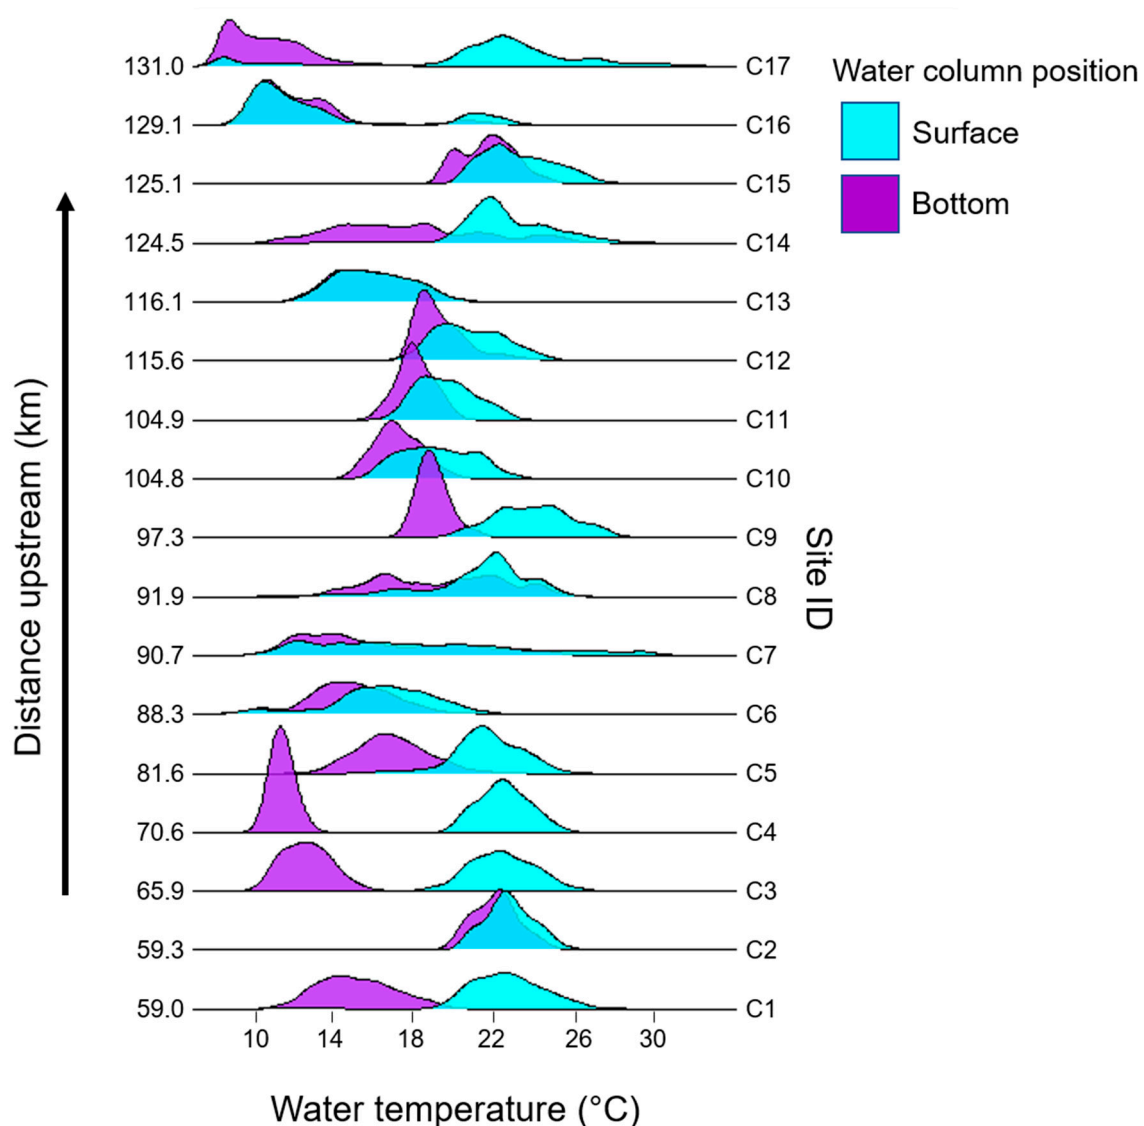 131.0 C17
Water column position
129.1 C16
Surface
125.1 C15
Bottom
124.5 C14
116.1 C13
115.6 C12
104.9 C11
104.8 C10
97.3 C9
91.9 C8
90.7 C7
88.3 C6
81.6 C5
70.6 C4
65.9 C3
59.3 C2
59.0 C1
Distance upstream (km)
Site ID
10 14 18 22 26 30
Water temperature (°C)